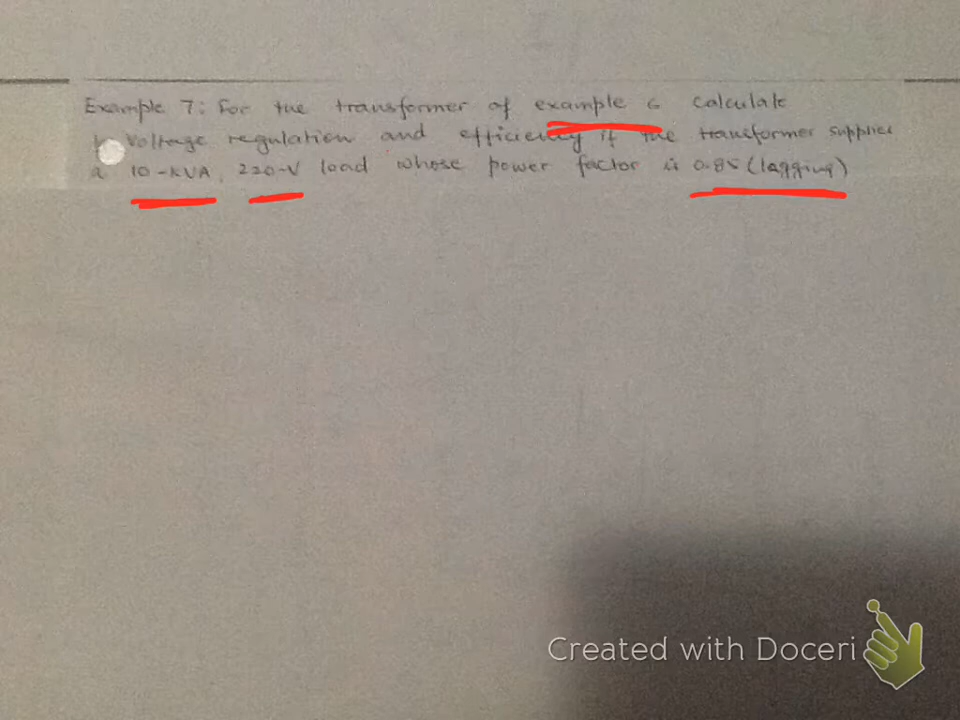 Example 7: For the transformer of example 6 calculate
voltage regulation and efficiency if the transformer supplies
a 10-kVA, 220-V load whose power factor is 0.85 (lagging)
Created with Doceri